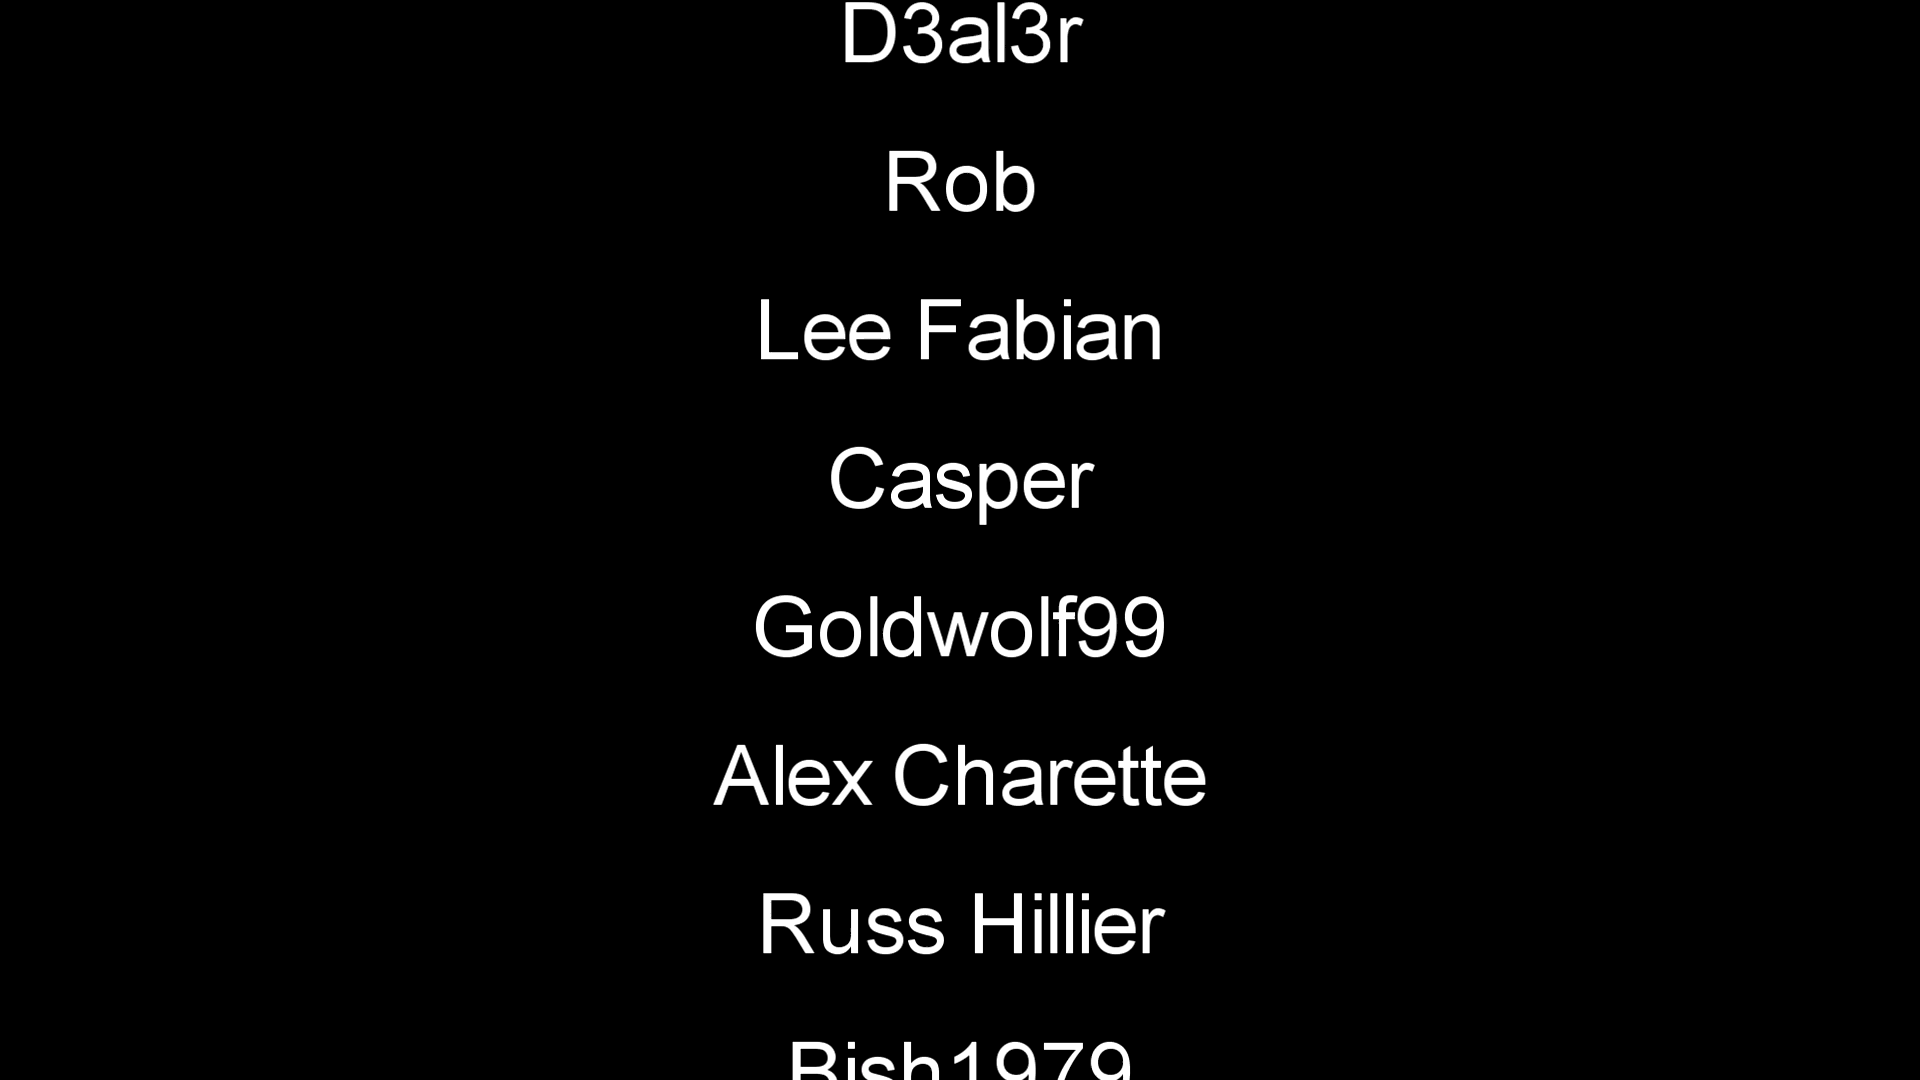 D3al3r
Rob
Lee Fabian
Casper
Goldwolf99
Alex Charette
Russ Hillier
Bish1979